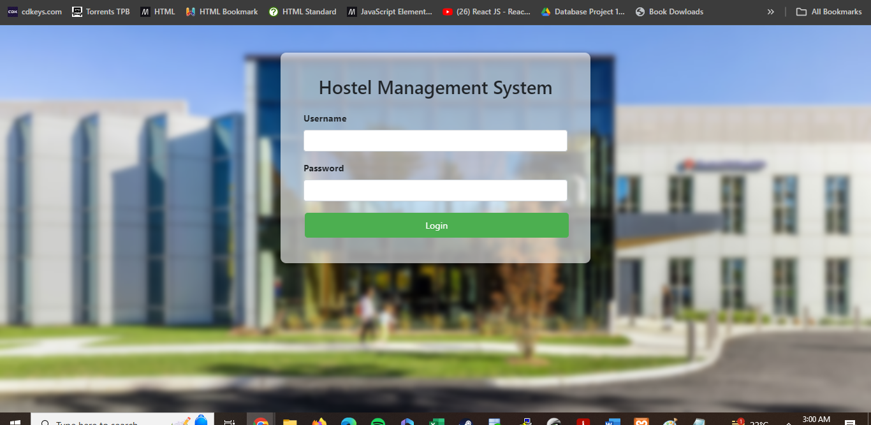 cdkeys.com Torrents TPB HTML HTML Bookmark HTML Standard JavaScript Element... (26) React JS - Reac... Database Project 1... Book Dowloads » All Bookmarks
Hostel Management System
Username
Password
Login
Type here to search 22°C 3:00 AM